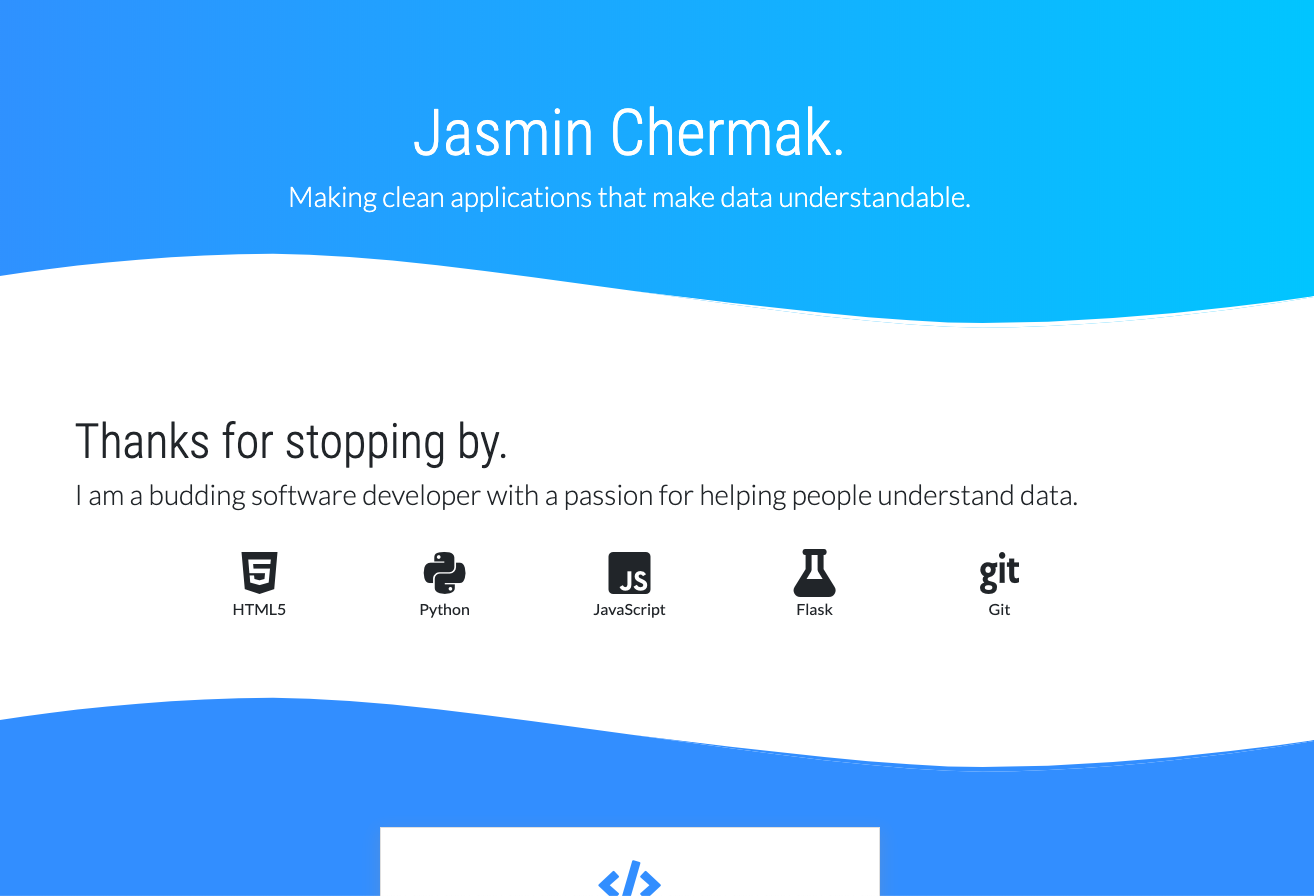 Jasmin Chermak.
Making clean applications that make data understandable.
Thanks for stopping by.
I am a budding software developer with a passion for helping people understand data.
5 JS git
HTML5 Python JavaScript Flask Git
</>